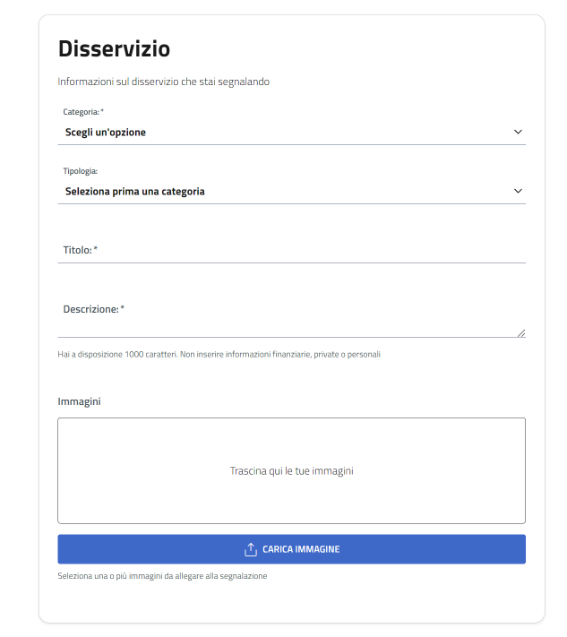 Disservizio
Informazioni sul disservizio che stai segnalando
Categoria:*
Scegli un'opzione
Tipologia:
Seleziona prima una categoria
Titolo:*
Descrizione:*
Hai a disposizione 1000 caratteri. Non inserire informazioni finanziarie, private o personali
Immagini
Trascina qui le tue immagini
CARICA IMMAGINE
Seleziona una o più immagini da allegare alla segnalazione